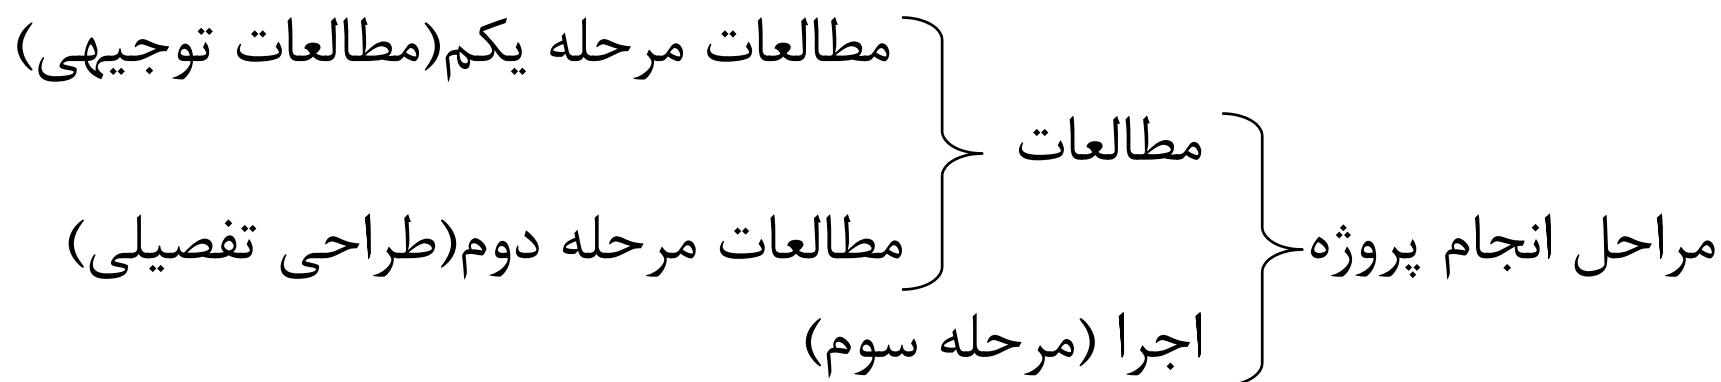 مطالعات مرحله یکم(مطالعات توجیهی)
مطالعات
مطالعات مرحله دوم(طراحی تفصیلی)
مراحل انجام پروژه
اجرا (مرحله سوم)